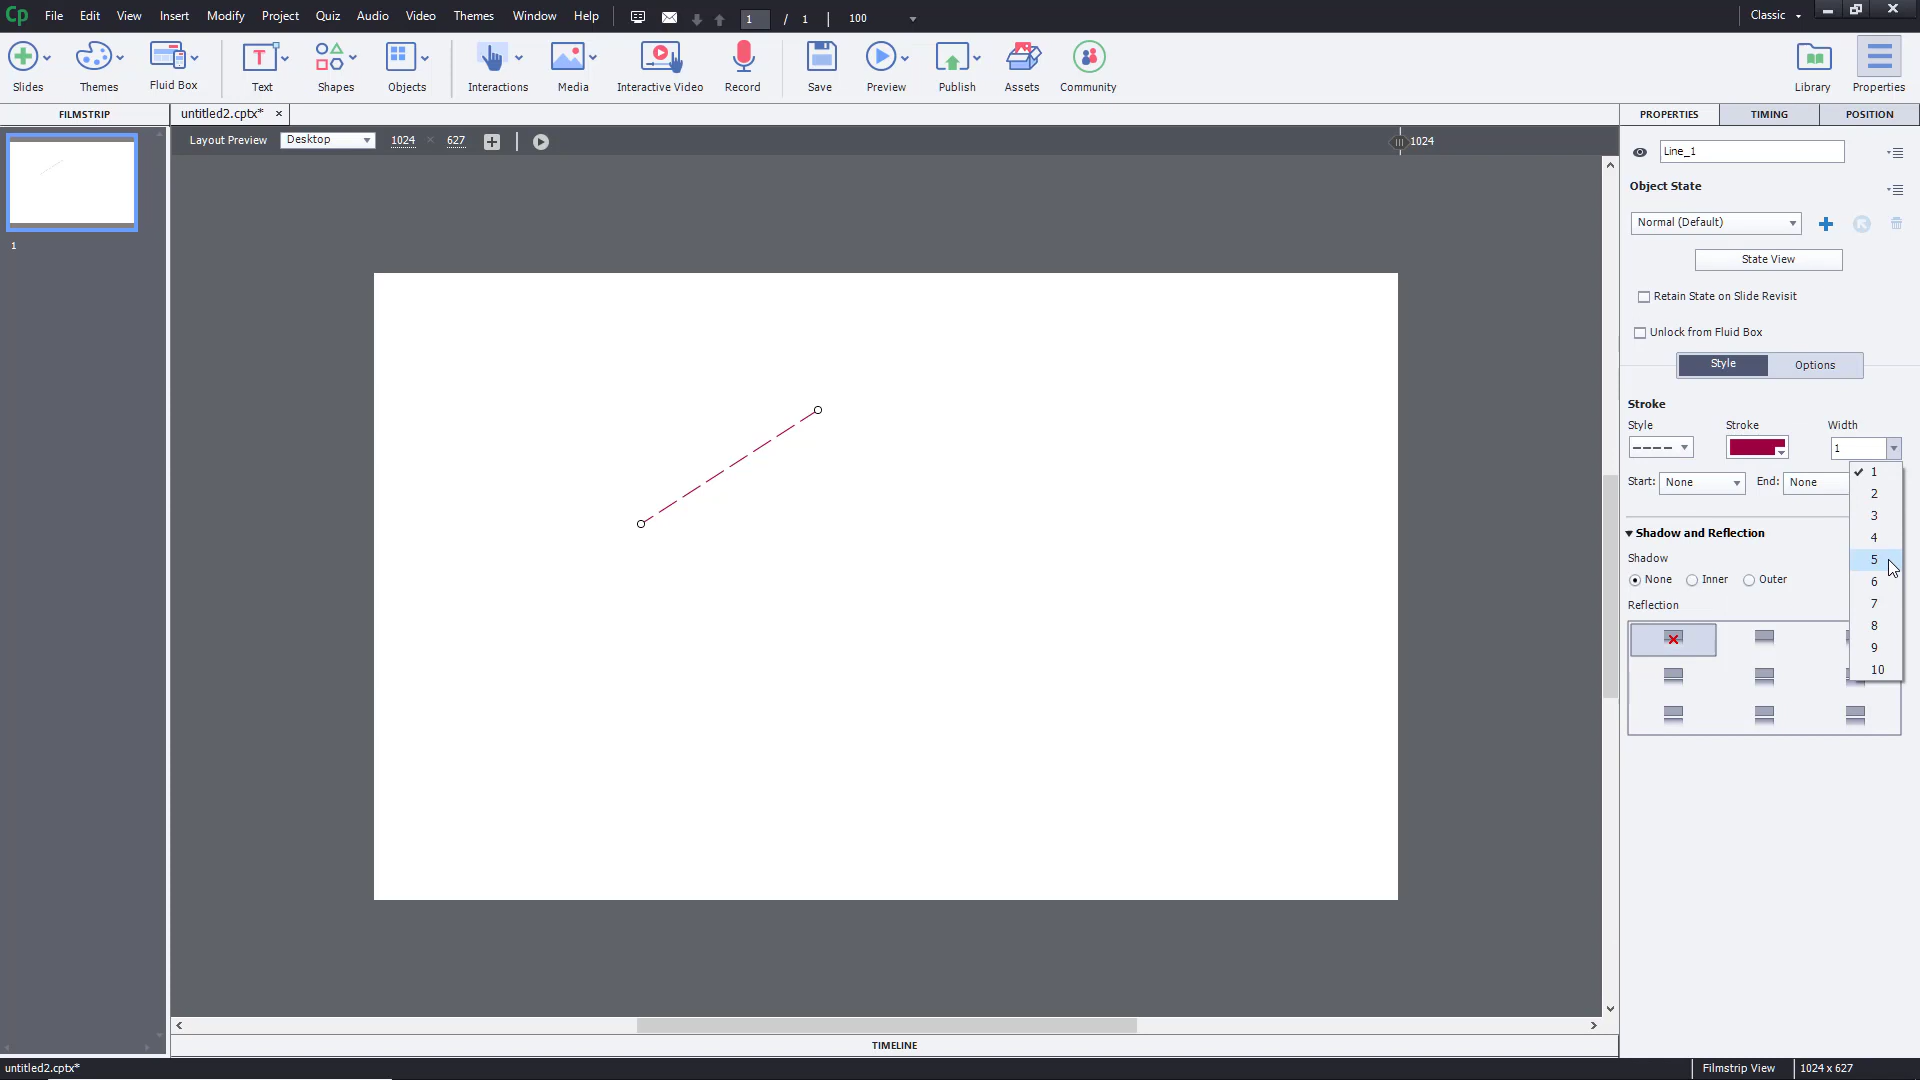 Cp File Edit View Insert Modify Project Quiz Audio Video Themes Window Help 1 / 1 100 Classic
Slides Themes Fluid Box Text Shapes Objects Interactions Media Interactive Video Record Save Preview Publish Assets Community Library Properties
FILMSTRIP untitled2.cptx* × PROPERTIES TIMING POSITION
Layout Preview Desktop 1024 × 627 1024
Line_1
Object State
Normal (Default)
State View
1
Retain State on Slide Revisit
Unlock from Fluid Box
Style Options
Stroke
Style Stroke Width
1
Start: None End: None
1
2
3
4
5
6
7
8
9
10
Shadow and Reflection
Shadow
None Inner Outer
Reflection
TIMELINE
untitled2.cptx* Filmstrip View 1024 x 627